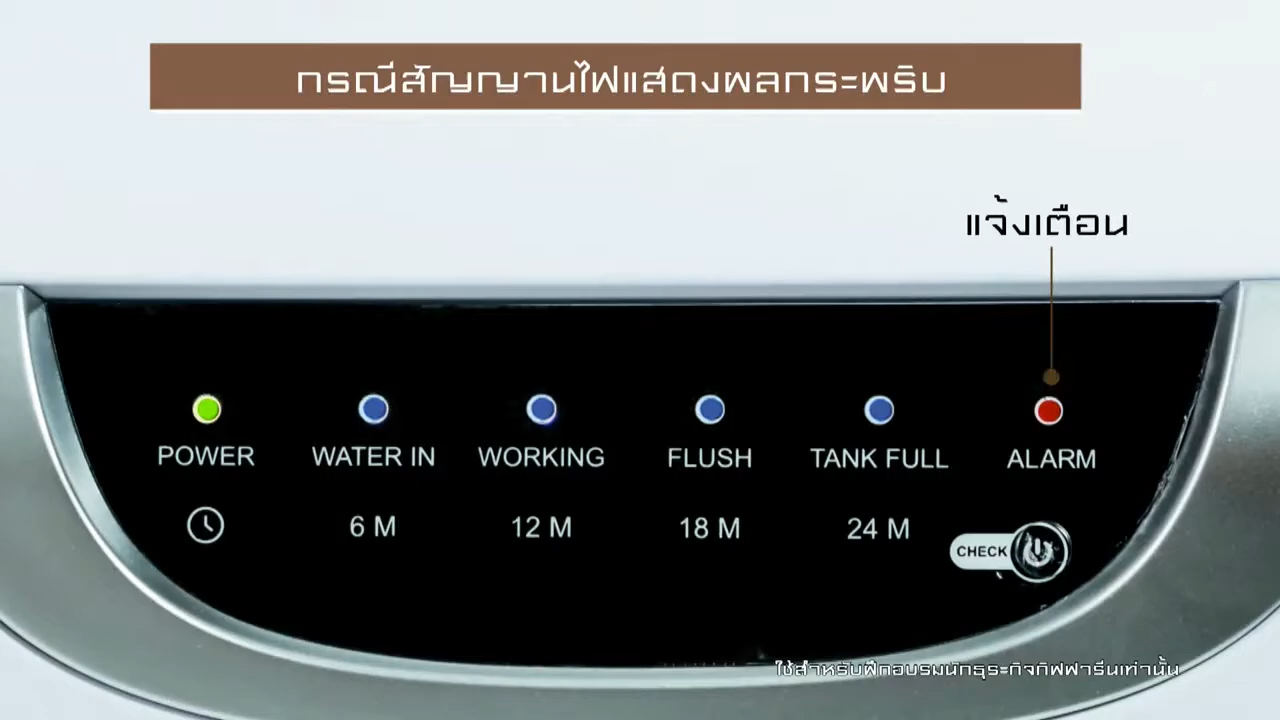 กรณีสัญญานไฟแสดงผลกระพริบ
แจ้งเตือน
POWER WATER IN WORKING FLUSH TANK FULL ALARM
6 M 12 M 18 M 24 M
CHECK
ใช้สำหรับฝึกอบรมนักธุระกิจกิฟฟารีนเท่านั้น